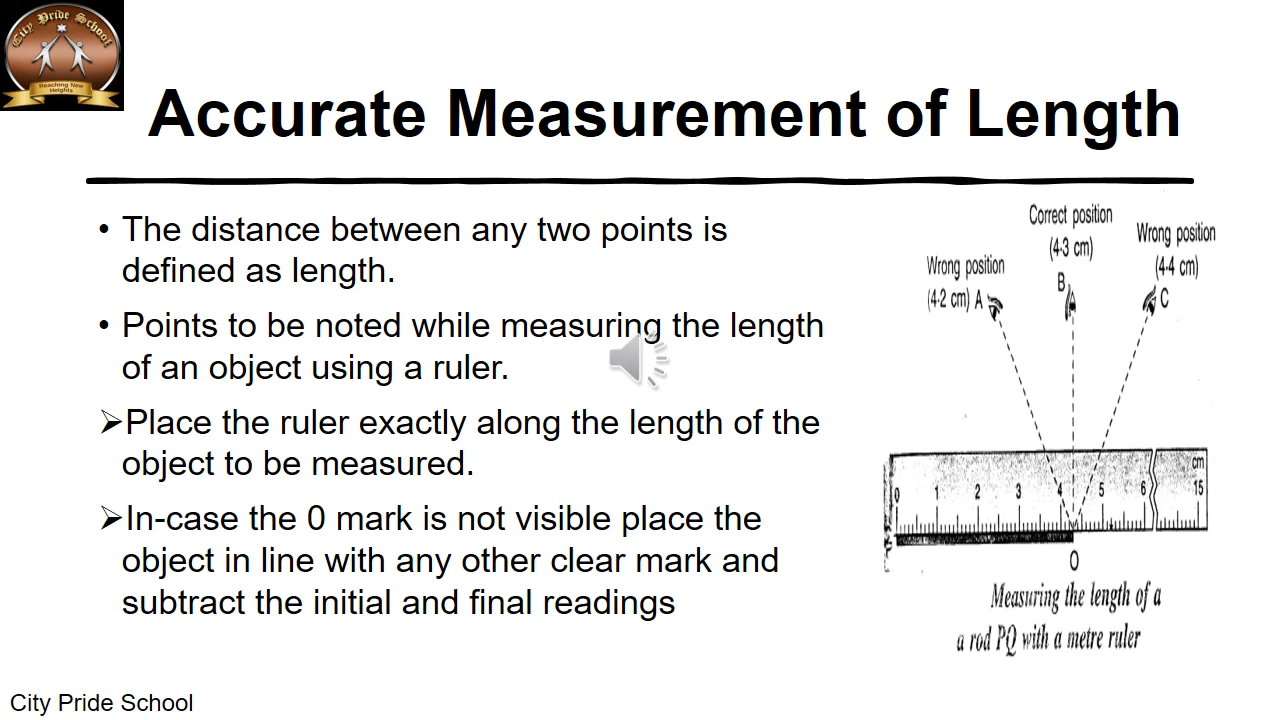 City Pride School
Reaching New
Heights
Accurate Measurement of Length
• The distance between any two points is
defined as length.
• Points to be noted while measuring the length
of an object using a ruler.
➢Place the ruler exactly along the length of the
object to be measured.
➢In-case the 0 mark is not visible place the
object in line with any other clear mark and
subtract the initial and final readings
Correct position
(4·3 cm)
B
Wrong position
(4·4 cm)
C
Wrong position
(4·2 cm) A
cm
0 1 2 3 4 5 6 15
O
Measuring the length of a
a rod PQ with a metre ruler
City Pride School